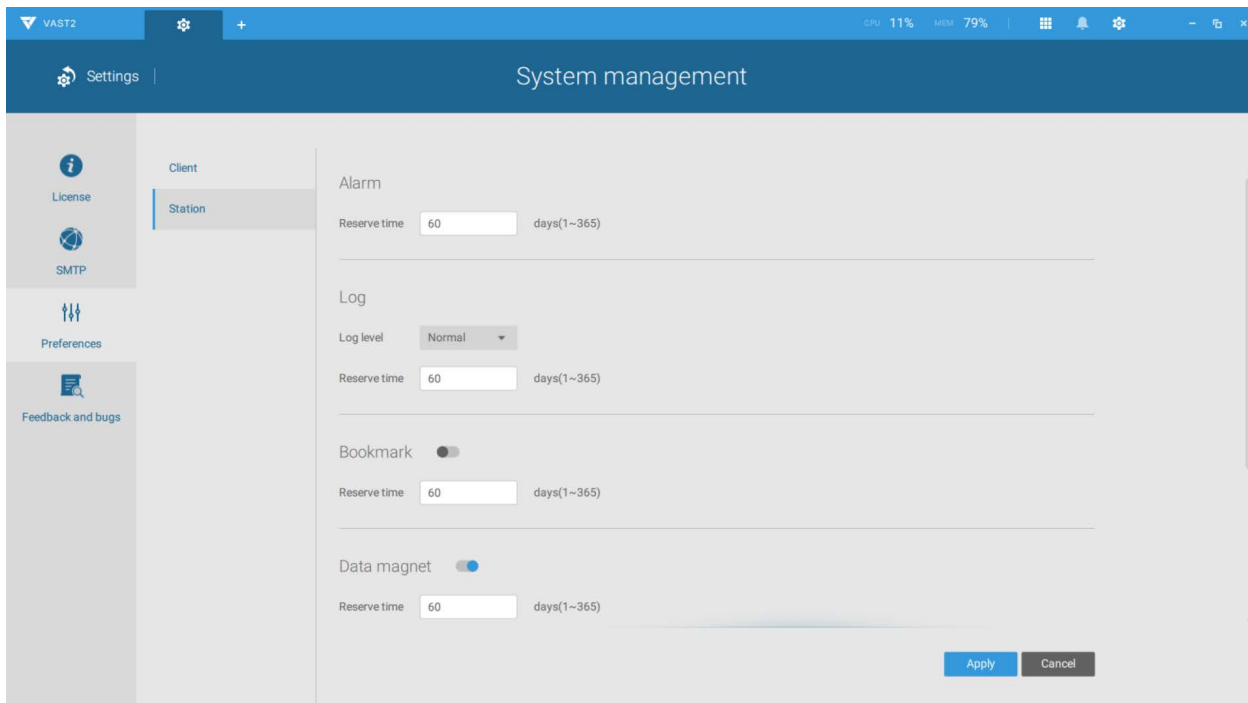 VAST2
+
CPU 11% MEM 79%
Settings
System management
License
SMTP
Preferences
Feedback and bugs
Client
Station
Alarm
Reserve time 60 days(1~365)
Log
Log level Normal
Reserve time 60 days(1~365)
Bookmark
Reserve time 60 days(1~365)
Data magnet
Reserve time 60 days(1~365)
Apply Cancel